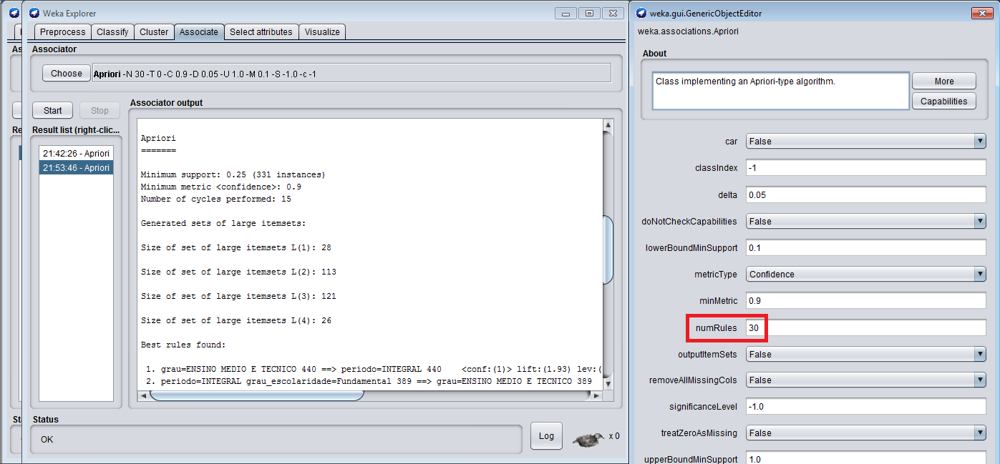 Weka Explorer
Preprocess Classify Cluster Associate Select attributes Visualize
As
Associator
Choose Apriori -N 30 -T 0 -C 0.9 -D 0.05 -U 1.0 -M 0.1 -S -1.0 -c -1
Start Stop
Associator output
Re
Result list (right-clic...
21:42:26 - Apriori
21:53:46 - Apriori
Apriori
=======
Minimum support: 0.25 (331 instances)
Minimum metric <confidence>: 0.9
Number of cycles performed: 15
Generated sets of large itemsets:
Size of set of large itemsets L(1): 28
Size of set of large itemsets L(2): 113
Size of set of large itemsets L(3): 121
Size of set of large itemsets L(4): 26
Best rules found:
1. grau=ENSINO MEDIO E TECNICO 440 ==> periodo=INTEGRAL 440 <conf:(1)> lift:(1.93) lev:(
2. periodo=INTEGRAL grau_escolaridade=Fundamental 389 ==> grau=ENSINO MEDIO E TECNICO 389
Sta
Status
OK
Log
x 0
weka.gui.GenericObjectEditor
weka.associations.Apriori
About
Class implementing an Apriori-type algorithm.
More
Capabilities
car False
classIndex -1
delta 0.05
doNotCheckCapabilities False
lowerBoundMinSupport 0.1
metricType Confidence
minMetric 0.9
numRules 30
outputItemSets False
removeAllMissingCols False
significanceLevel -1.0
treatZeroAsMissing False
upperBoundMinSupport 1.0